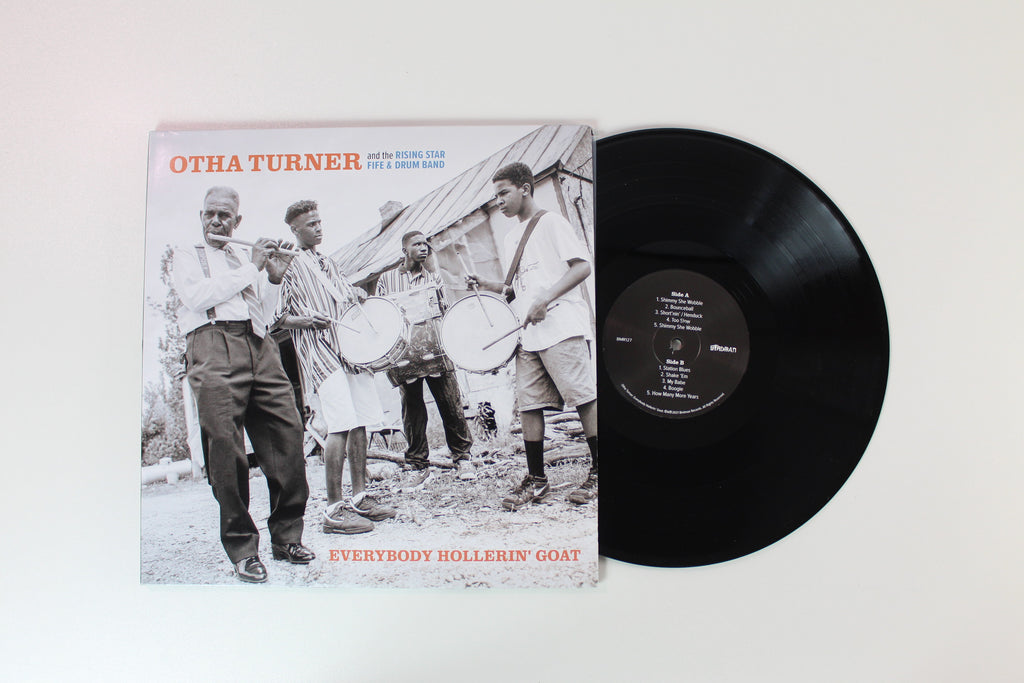 OTHA TURNER
and the RISING STAR
FIFE & DRUM BAND
EVERYBODY HOLLERIN' GOAT
Side A
1. Shimmy She Wobble
2. Bounceball
3. Short'nin' / Henduck
4. Too Slow
5. Shimmy She Wobble
BMR127
BIRDMAN
Side B
1. Station Blues
2. Shake 'Em
3. My Babe
4. Boogie
5. How Many More Years